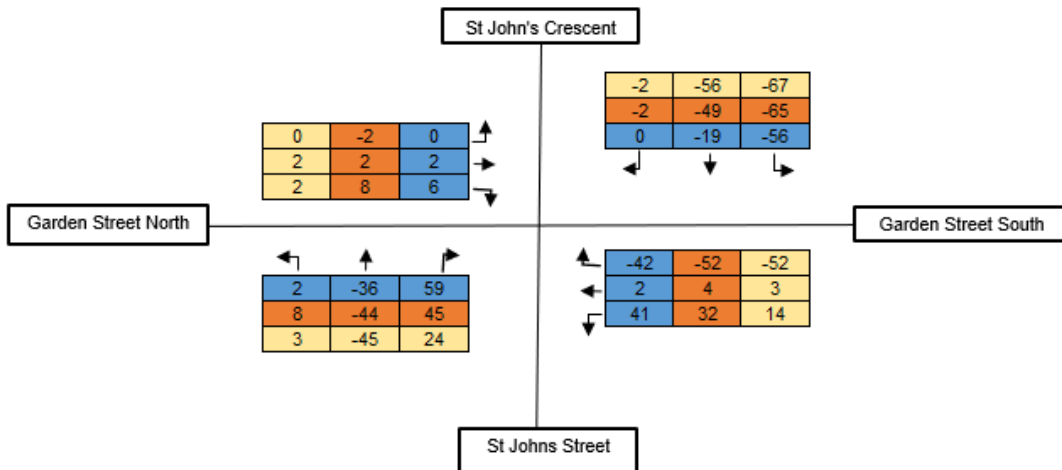 St John's Crescent
-2 -56 -67
-2 -49 -65
0 -19 -56
0 -2 0
2 2 2
2 8 6
Garden Street North
Garden Street South
2 -36 59
8 -44 45
3 -45 24
-42 -52 -52
2 4 3
41 32 14
St Johns Street